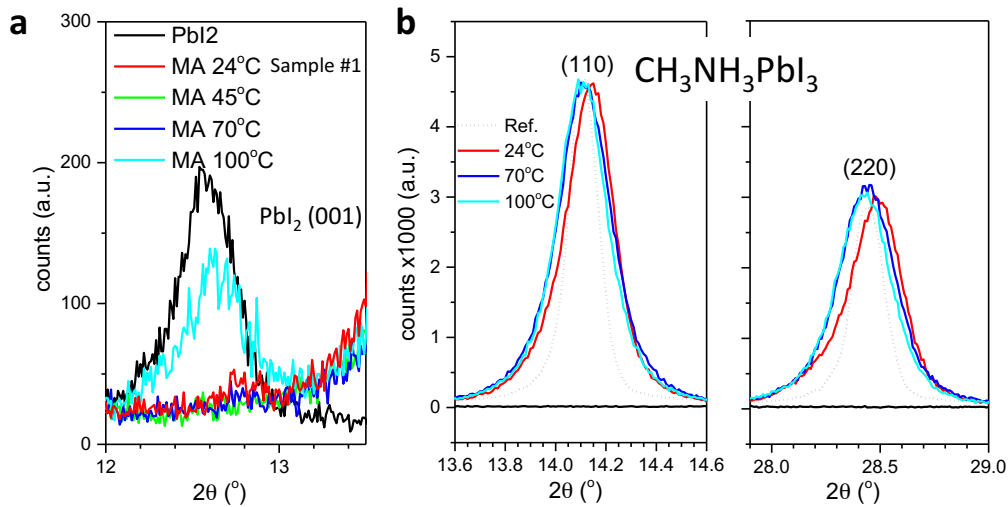 a
300
200
100
0
12
13
counts (a.u.)
2θ (°)
PbI2
MA 24°C Sample #1
MA 45°C
MA 70°C
MA 100°C
PbI₂ (001)
b
CH₃NH₃PbI₃
(110)
Ref.
24°C
70°C
100°C
5
4
3
2
1
0
counts x1000 (a.u.)
13.6 13.8 14.0 14.2 14.4 14.6
2θ (°)
(220)
28.0 28.5 29.0
2θ (°)